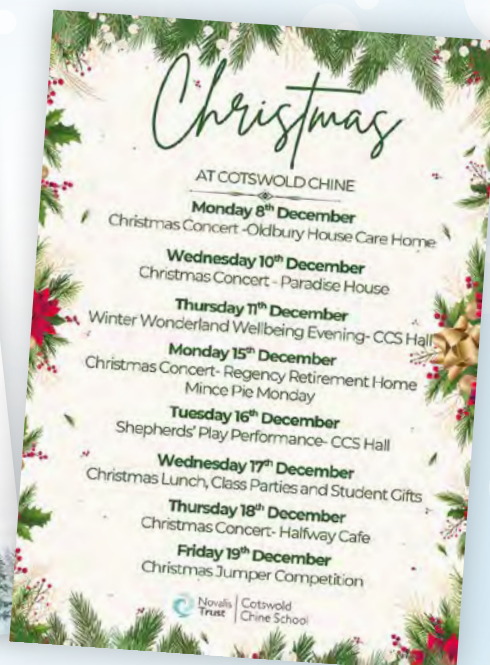 Christmas
AT COTSWOLD CHINE
Monday 8th December
Christmas Concert -Oldbury House Care Home
Wednesday 10th December
Christmas Concert - Paradise House
Thursday 11th December
Winter Wonderland Wellbeing Evening- CCS Hall
Monday 15th December
Christmas Concert- Regency Retirement Home
Mince Pie Monday
Tuesday 16th December
Shepherds' Play Performance- CCS Hall
Wednesday 17th December
Christmas Lunch, Class Parties and Student Gifts
Thursday 18th December
Christmas Concert- Halfway Cafe
Friday 19th December
Christmas Jumper Competition
Novalis Cotswold
Trust Chine School